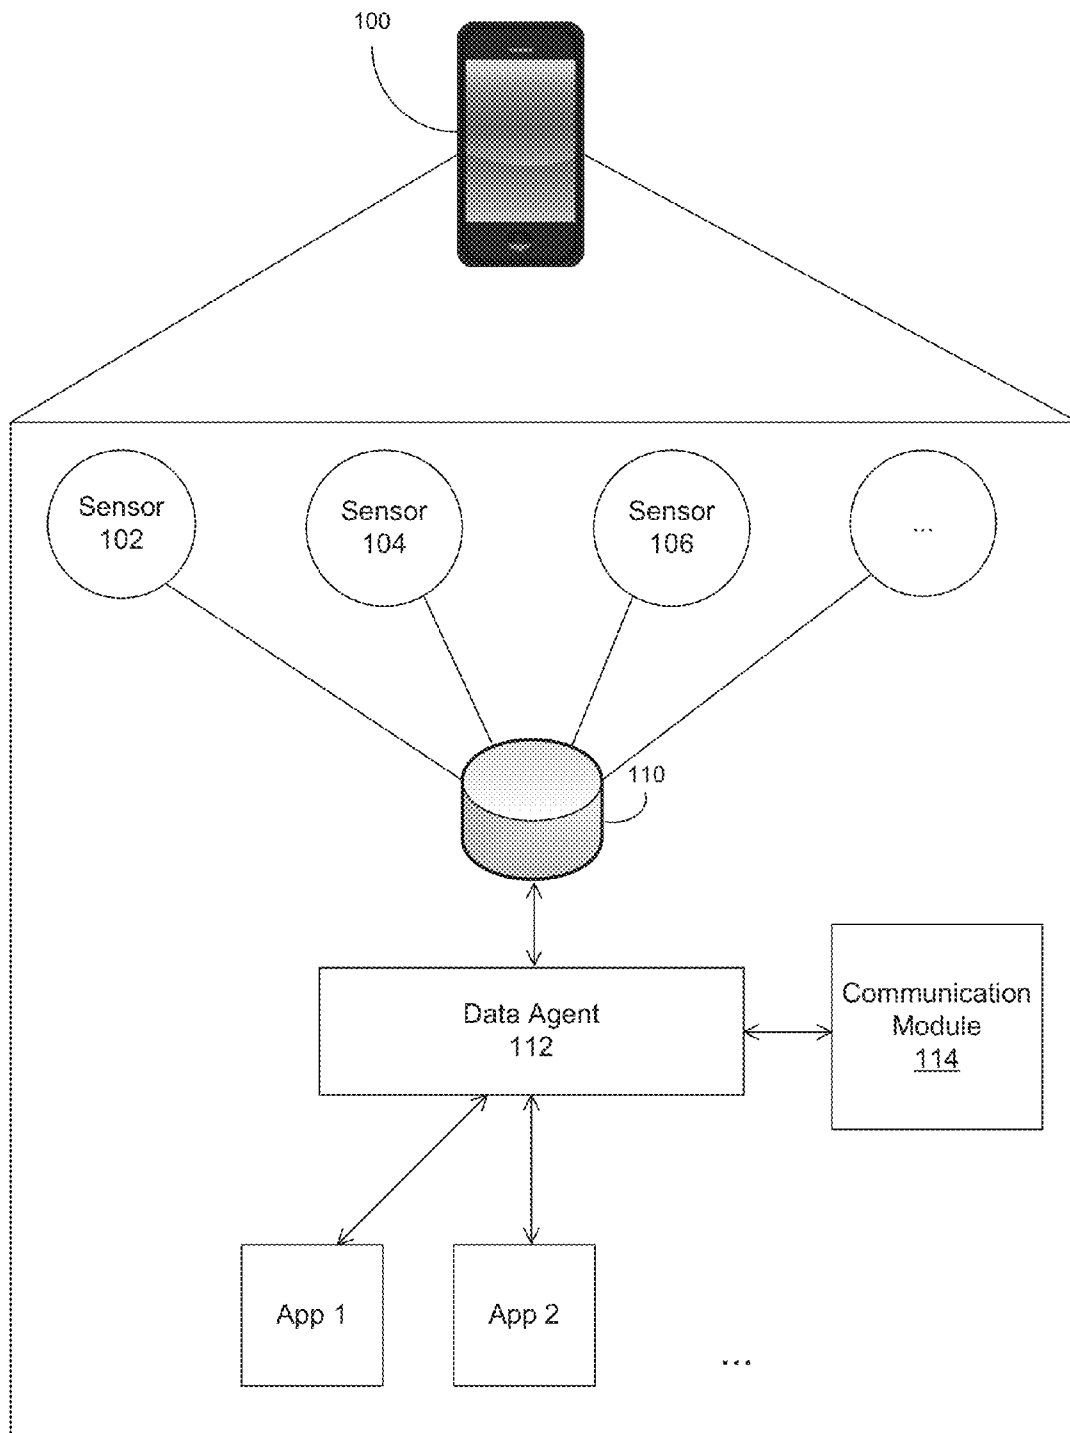 100
Sensor
102
Sensor
104
Sensor
106
...
110
Data Agent
112
Communication
Module
114
App 1
App 2
...